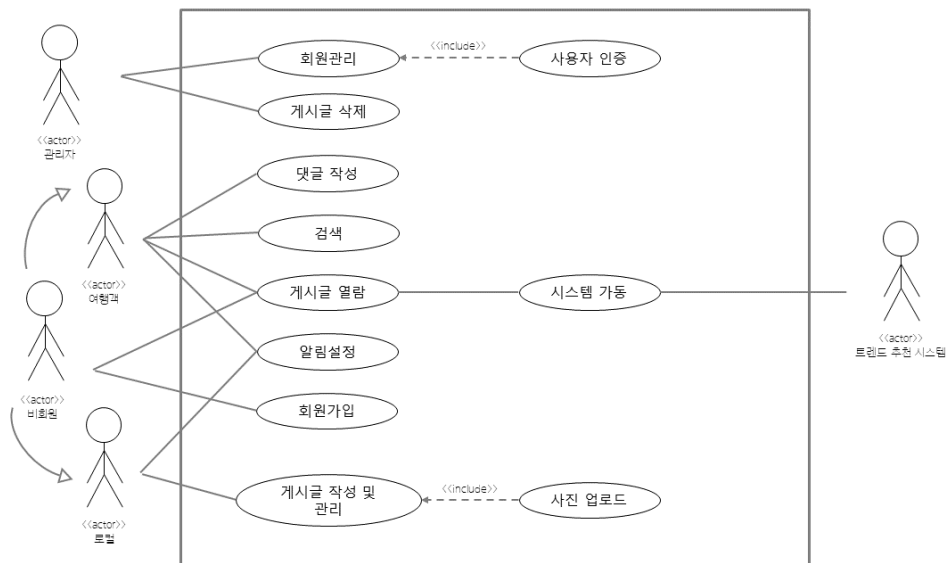 회원관리
<<include>>
사용자 인증
게시글 삭제
<<actor>>
관리자
댓글 작성
검색
<<actor>>
여행객
게시글 열람
시스템 가동
<<actor>>
트렌드 추천 시스템
알림설정
<<actor>>
비회원
회원가입
게시글 작성 및
관리
<<include>>
사진 업로드
<<actor>>
로컬